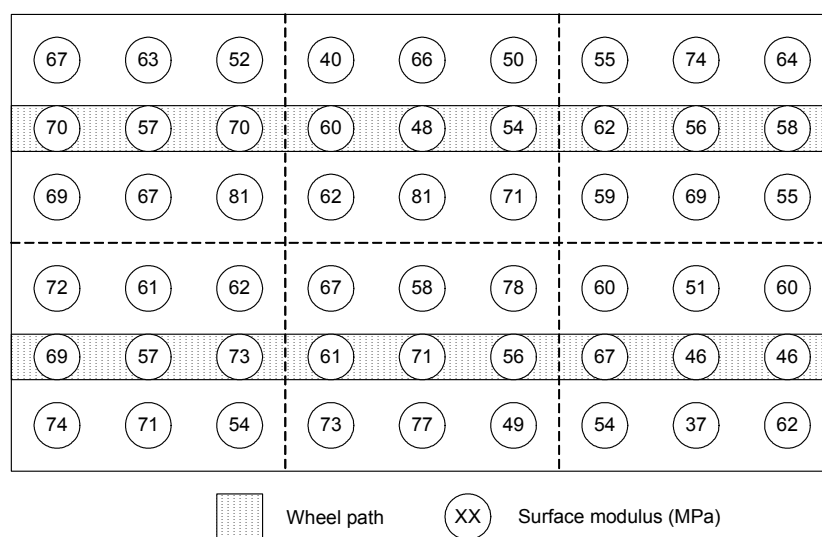 67 63 52 40 66 50 55 74 64
70 57 70 60 48 54 62 56 58
69 67 81 62 81 71 59 69 55
72 61 62 67 58 78 60 51 60
69 57 73 61 71 56 67 46 46
74 71 54 73 77 49 54 37 62
Wheel path XX Surface modulus (MPa)